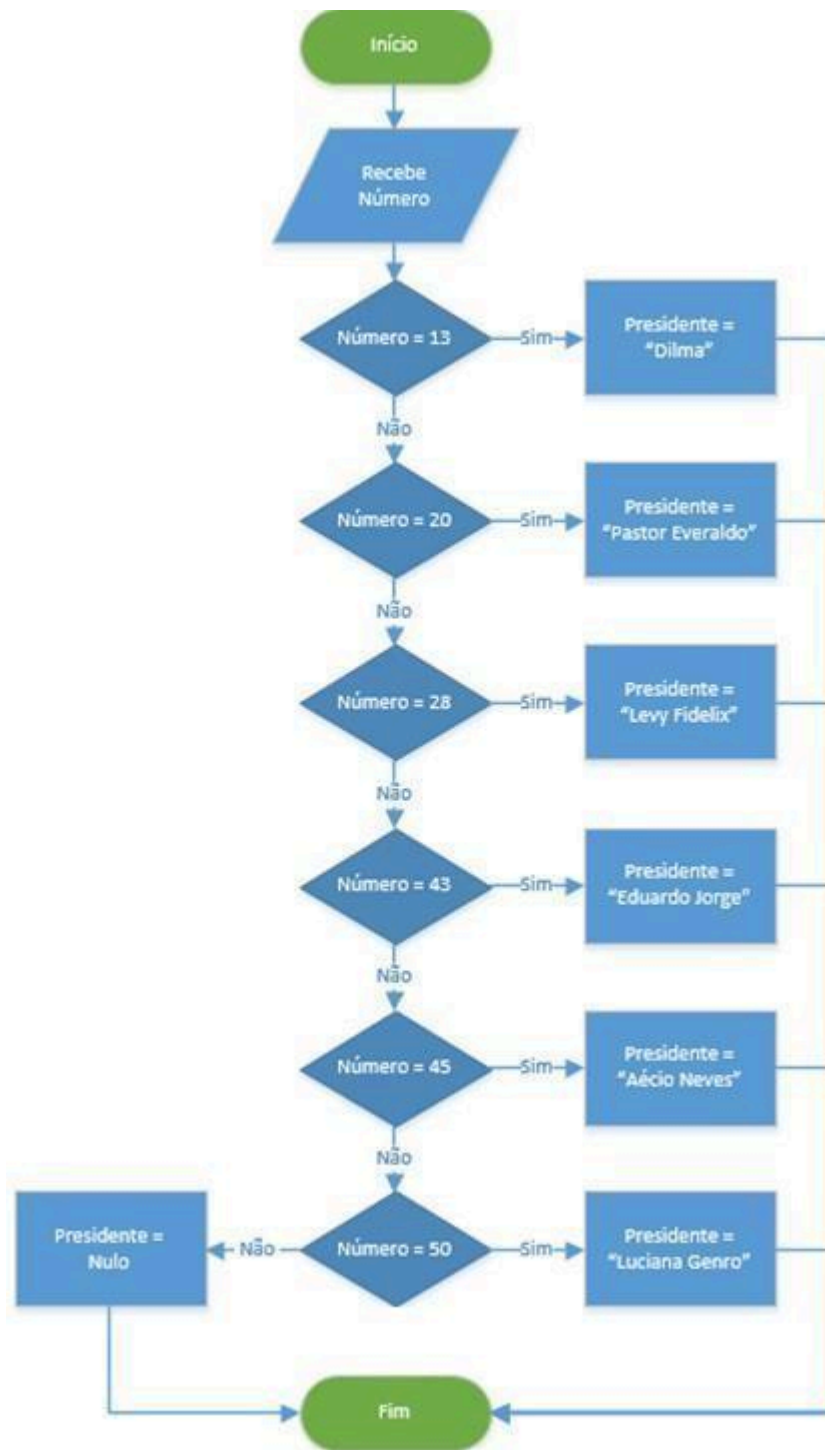 Início
Recebe
Número
Número = 13
Sim
Presidente =
“Dilma”
Não
Número = 20
Sim
Presidente =
“Pastor Everaldo”
Não
Número = 28
Sim
Presidente =
“Levy Fidelix”
Não
Número = 43
Sim
Presidente =
“Eduardo Jorge”
Não
Número = 45
Sim
Presidente =
“Aécio Neves”
Não
Presidente =
Nulo
Não
Número = 50
Sim
Presidente =
“Luciana Genro”
Fim